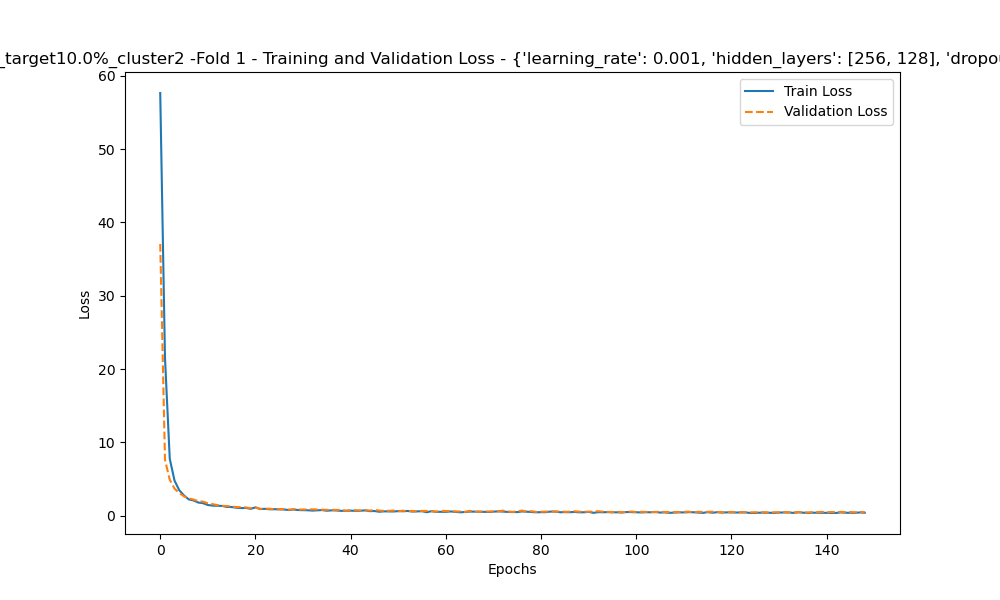 _target10.0%_cluster2 -Fold 1 - Training and Validation Loss - {'learning_rate': 0.001, 'hidden_layers': [256, 128],
Train Loss
Validation Loss
60
50
40
30
20
10
0
Loss
0 20 40 60 80 100 120 140
Epochs